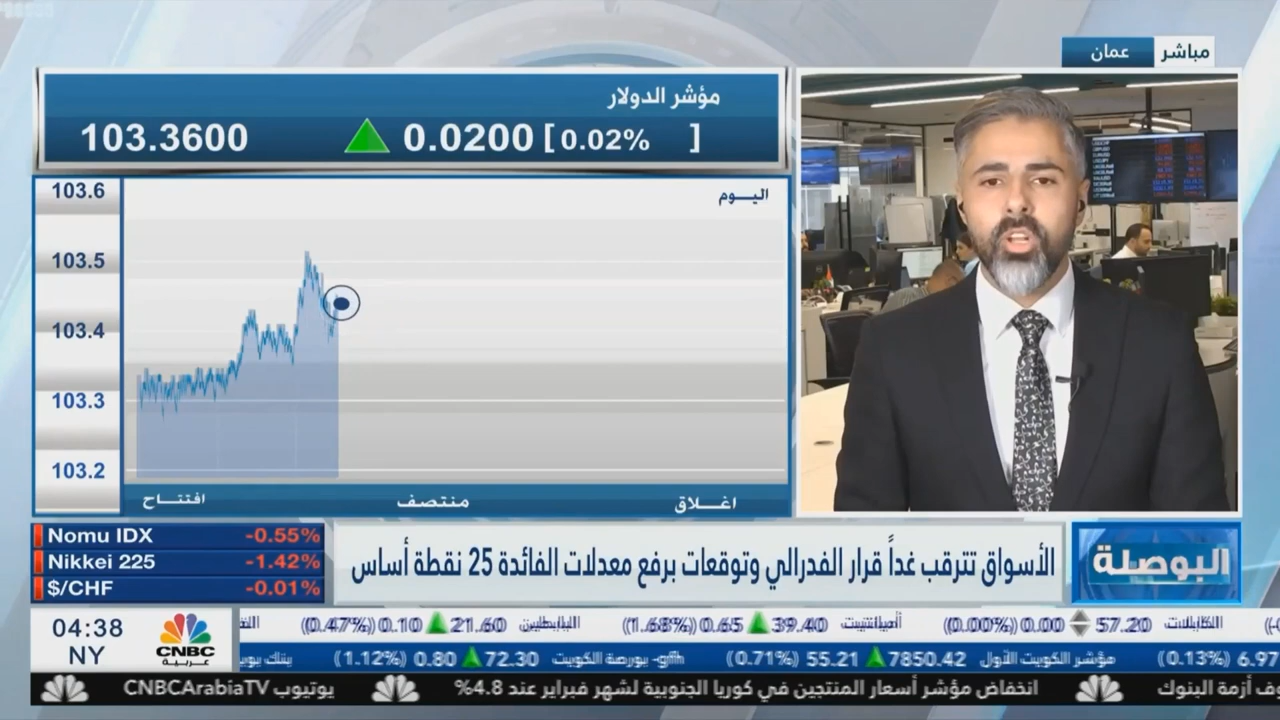 مباشر عمان
مؤشر الدولار
103.3600 ▲ 0.0200 [ 0.02% ]
اليوم
103.6
103.5
103.4
103.3
103.2
افتتاح منتصف اغلاق
Nomu IDX -0.55%
Nikkei 225 -1.42%
$/CHF -0.01%
الأسواق تترقب غداً قرار الفدرالي وتوقعات برفع معدلات الفائدة 25 نقطة أساس
البوصلة
04:38
NY
CNBC
عربية
57.20 0.00 (0.00%) 39.40 ▲ 0.65 (1.68%) 21.60 ▲ 0.10 (0.47%)
6.97 (0.13%) مؤشر الكويت الأول 7850.42 ▲ 55.21 (0.71%) بورصة الكويت 72.30 ▲ 0.80 (1.12%)
ف أزمة البنوك انخفاض مؤشر أسعار المنتجين في كوريا الجنوبية لشهر فبراير عند 4.8% يوتيوب CNBCArabiaTV